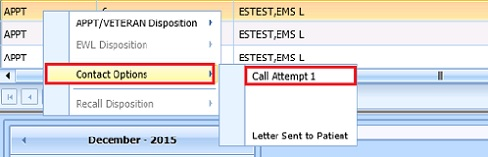 APPT ESTEST,EMS L
APPT/VETERAN Disposition
APPT ESTEST,EMS L
EWL Disposition
APPT ESTEST,EMS L
Contact Options
Call Attempt 1
Recall Disposition
December - 2015
Letter Sent to Patient